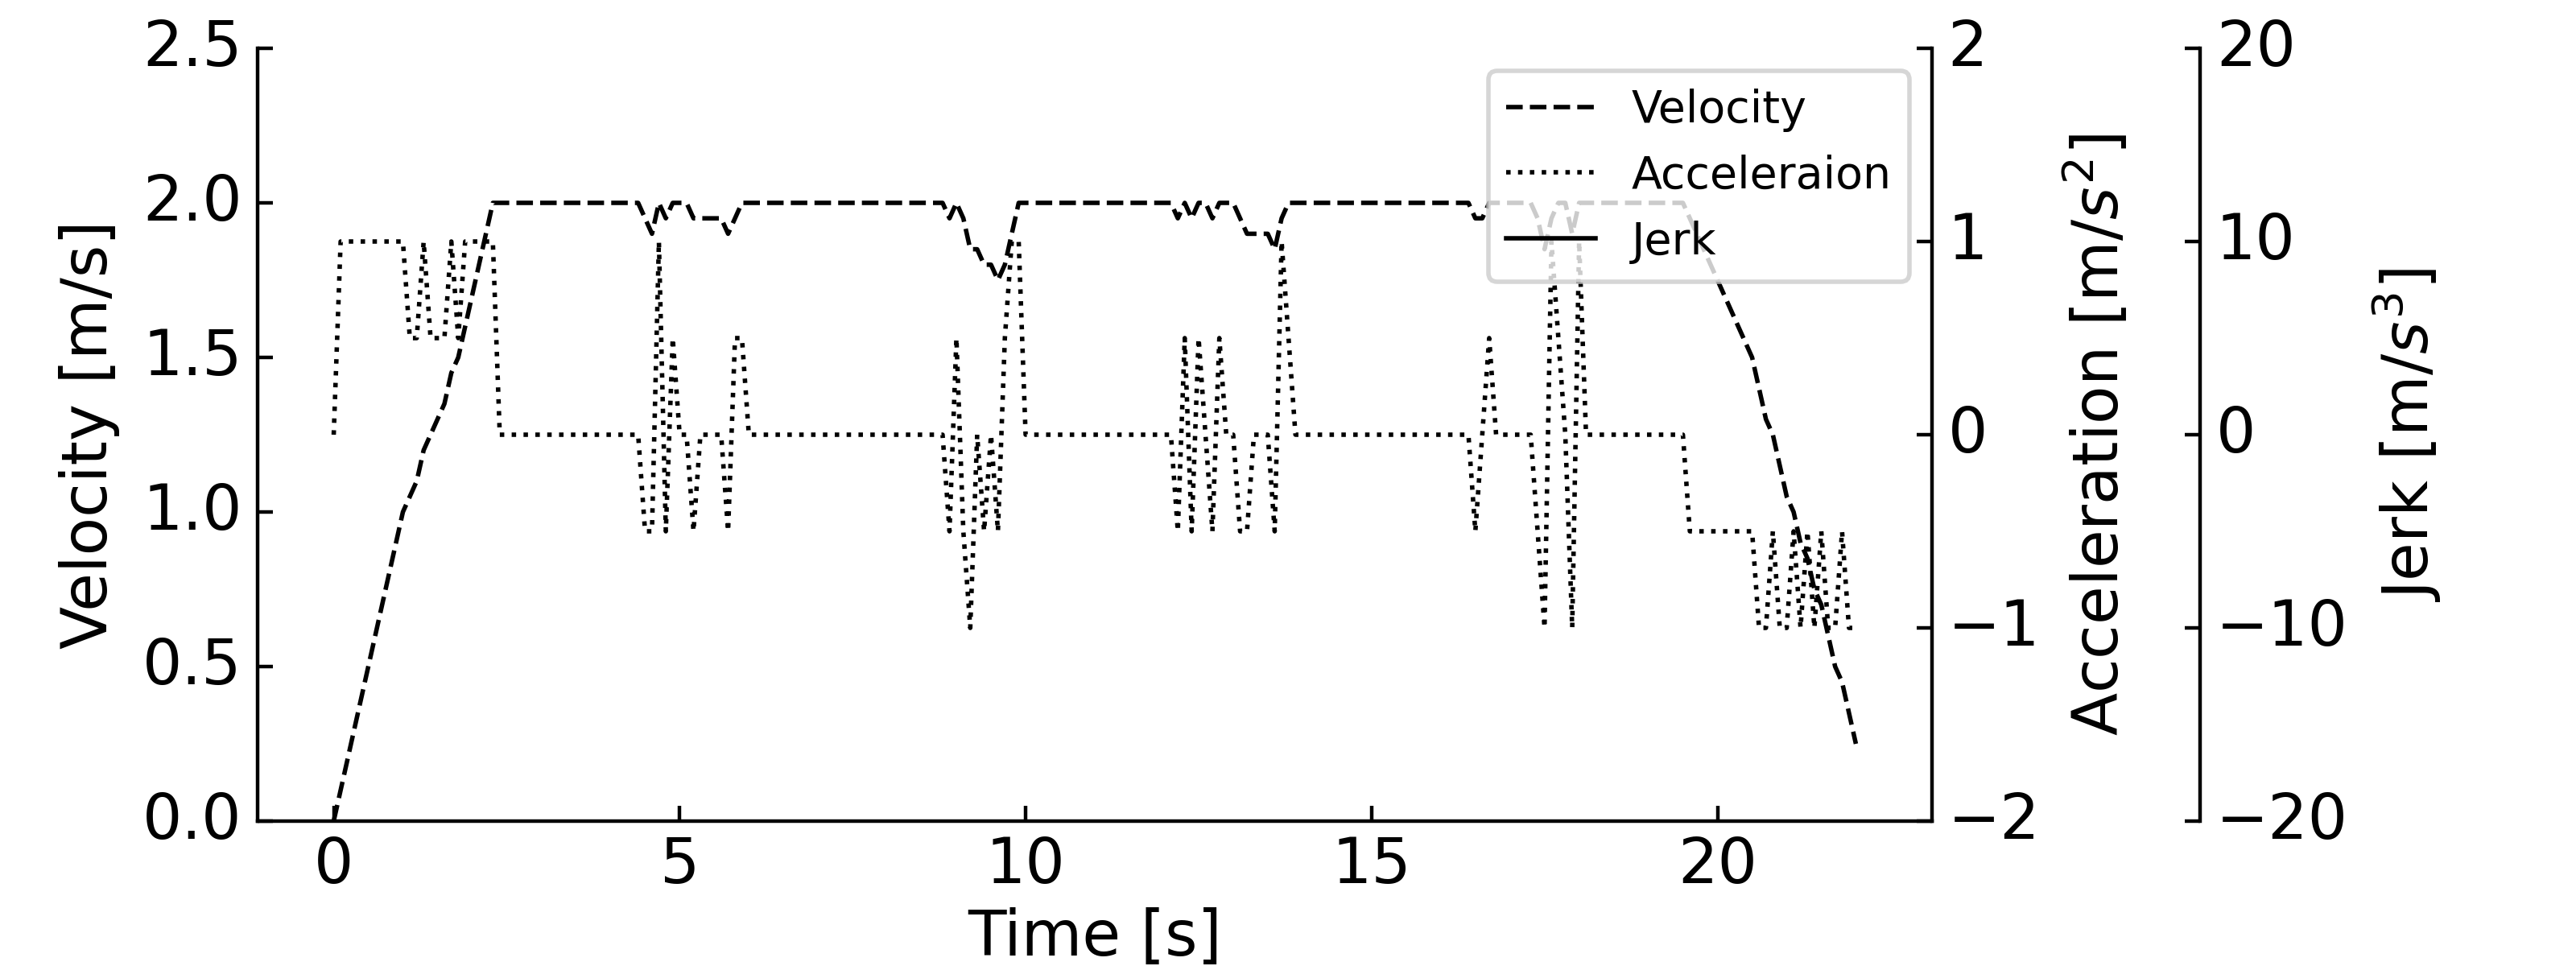 Velocity [m/s]
2.5
2.0
1.5
1.0
0.5
0.0
0 5 10 15 20
Time [s]
Velocity
Acceleraion
Jerk
2
1
0
−1
−2
Acceleration [m/s²]
20
10
0
−10
−20
Jerk [m/s³]